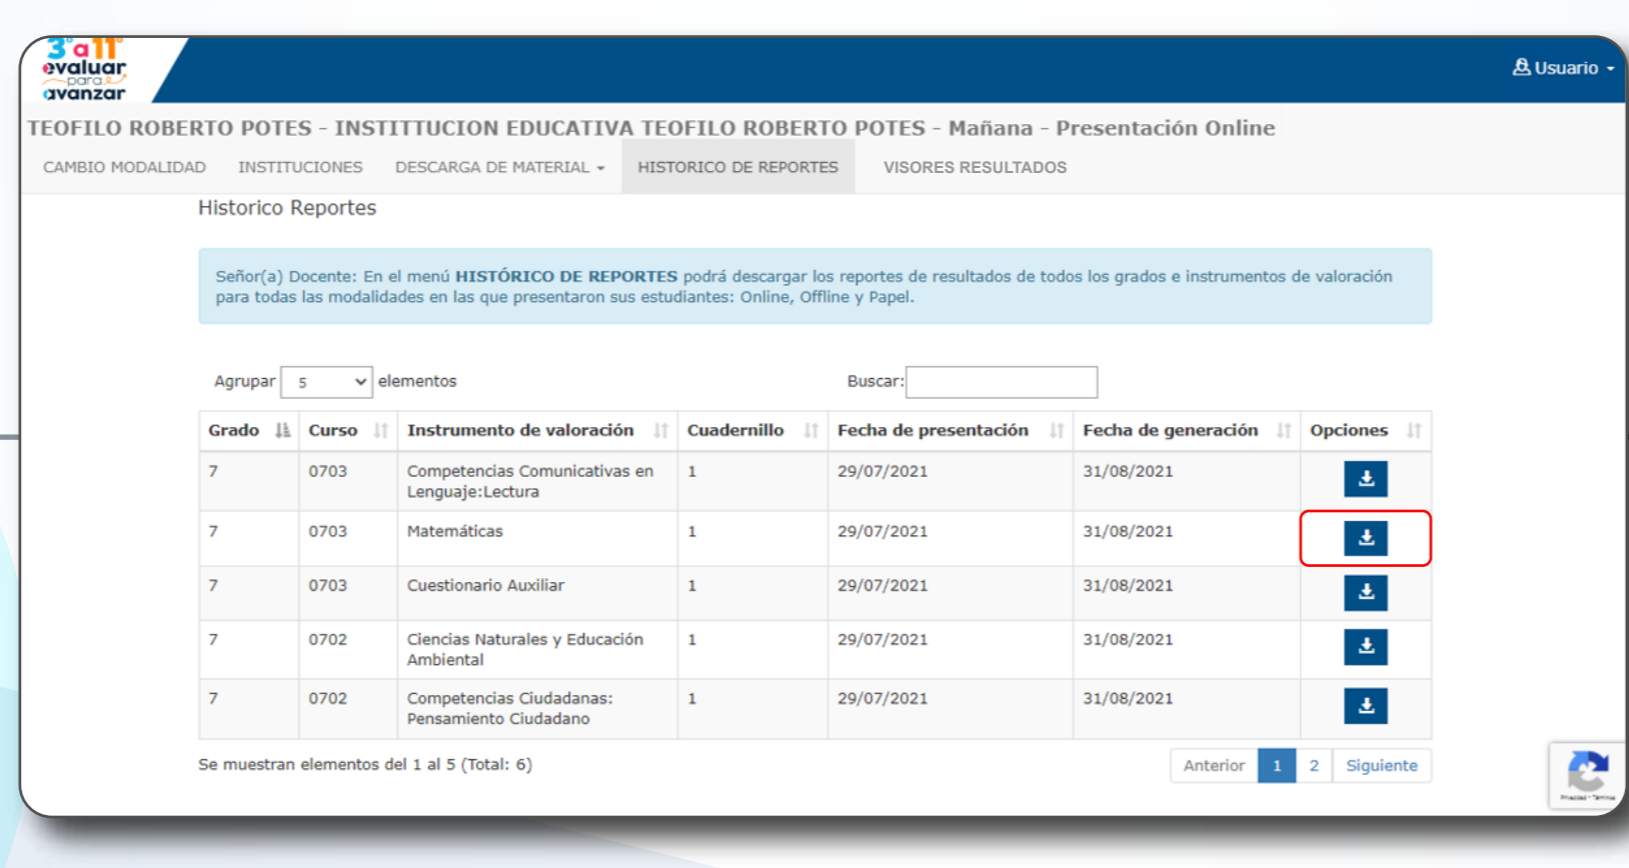 3°a11°
evaluar
para
avanzar
Usuario
TEOFILO ROBERTO POTES - INSTITTUCION EDUCATIVA TEOFILO ROBERTO POTES - Mañana - Presentación Online
CAMBIO MODALIDAD INSTITUCIONES DESCARGA DE MATERIAL HISTORICO DE REPORTES VISORES RESULTADOS
Historico Reportes
Señor(a) Docente: En el menú HISTÓRICO DE REPORTES podrá descargar los reportes de resultados de todos los grados e instrumentos de valoración
para todas las modalidades en las que presentaron sus estudiantes: Online, Offline y Papel.
Agrupar 5 elementos Buscar:
Grado Curso Instrumento de valoración Cuadernillo Fecha de presentación Fecha de generación Opciones
7 0703 Competencias Comunicativas en 1 29/07/2021 31/08/2021
Lenguaje:Lectura
7 0703 Matemáticas 1 29/07/2021 31/08/2021
7 0703 Cuestionario Auxiliar 1 29/07/2021 31/08/2021
7 0702 Ciencias Naturales y Educación 1 29/07/2021 31/08/2021
Ambiental
7 0702 Competencias Ciudadanas: 1 29/07/2021 31/08/2021
Pensamiento Ciudadano
Se muestran elementos del 1 al 5 (Total: 6) Anterior 1 2 Siguiente
Privacidad - Términos